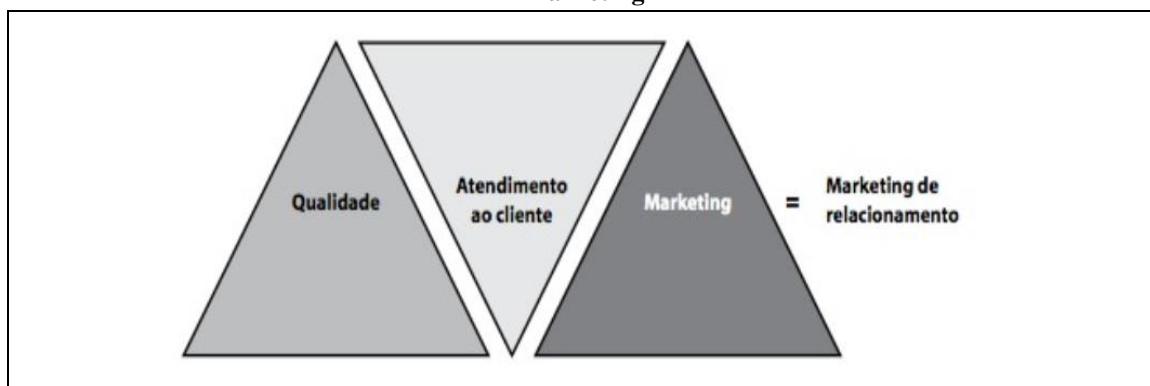 Qualidade
Atendimento
ao cliente
Marketing
=
Marketing de
relacionamento